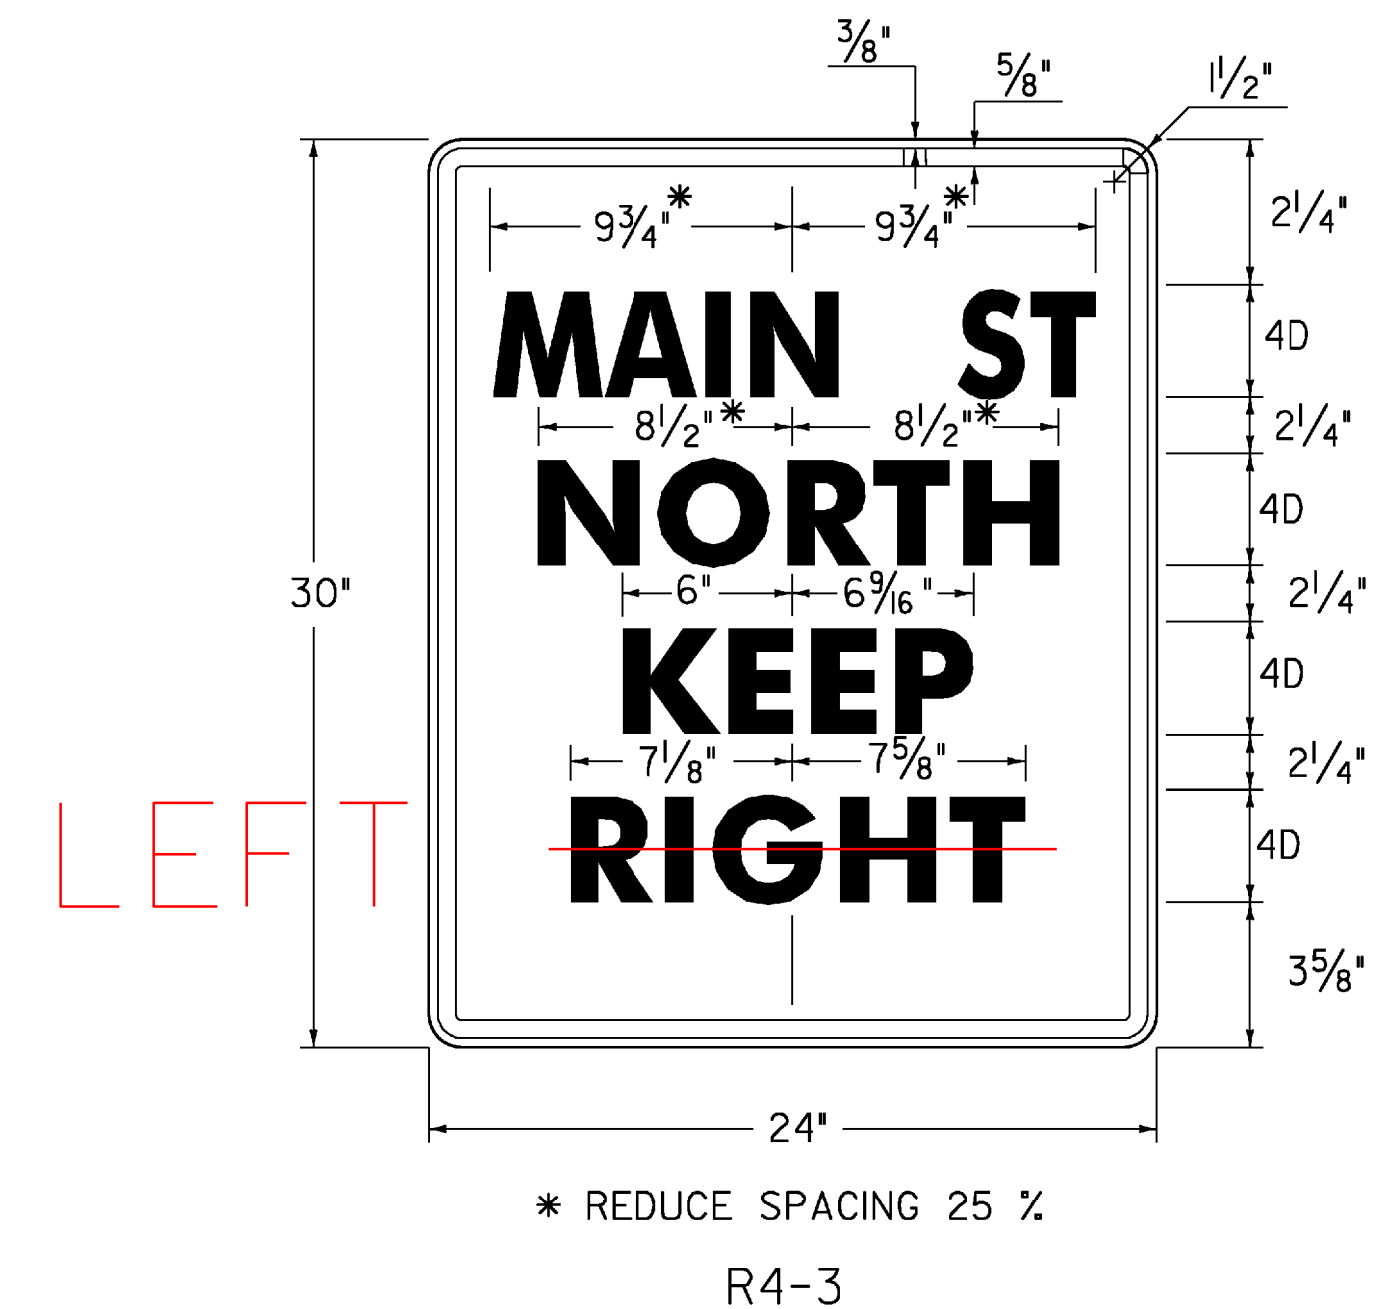 3/8"
5/8"
1 1/2"
9 3/4"* 9 3/4"* 2 1/4"
MAIN ST 4D
8 1/2"* 8 1/2"* 2 1/4"
NORTH 4D
30" 6" 6 9/16" 2 1/4"
KEEP 4D
7 1/8" 7 5/8" 2 1/4"
LEFT RIGHT 4D
3 5/8"
24"
* REDUCE SPACING 25 %
R4-3